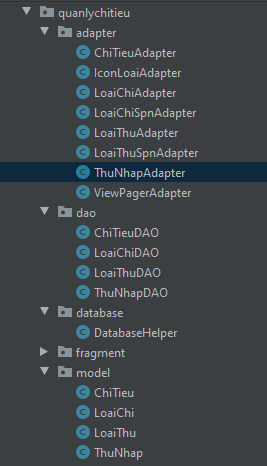 quanlychitieu
adapter
ChiTieuAdapter
IconLoaiAdapter
LoaiChiAdapter
LoaiChiSpnAdapter
LoaiThuAdapter
LoaiThuSpnAdapter
ThuNhapAdapter
ViewPagerAdapter
dao
ChiTieuDAO
LoaiChiDAO
LoaiThuDAO
ThuNhapDAO
database
DatabaseHelper
fragment
model
ChiTieu
LoaiChi
LoaiThu
ThuNhap